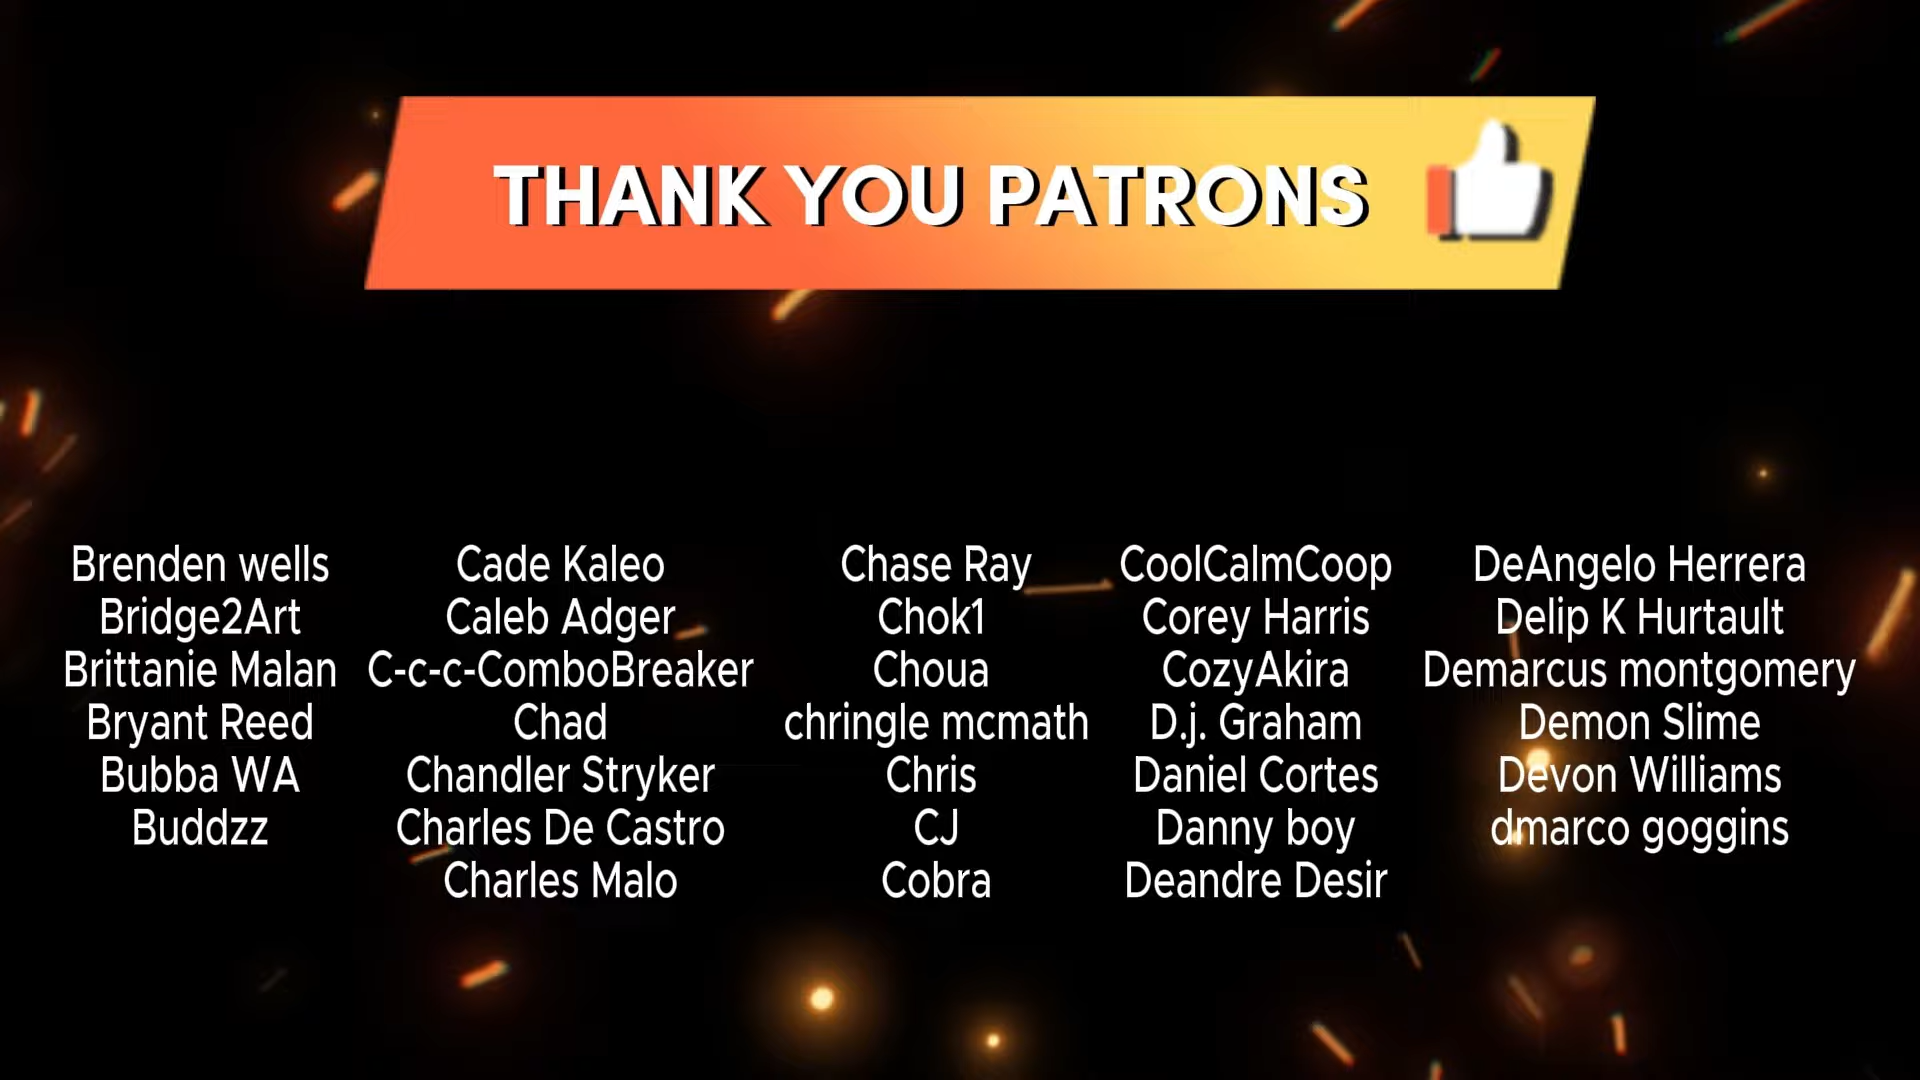 THANK YOU PATRONS
Brenden wells
Bridge2Art
Brittanie Malan
Bryant Reed
Bubba WA
Buddzz
Cade Kaleo
Caleb Adger
C-c-c-ComboBreaker
Chad
Chandler Stryker
Charles De Castro
Charles Malo
Chase Ray
Chok1
Choua
chringle mcmath
Chris
CJ
Cobra
CoolCalmCoop
Corey Harris
CozyAkira
D.j. Graham
Daniel Cortes
Danny boy
Deandre Desir
DeAngelo Herrera
Delip K Hurtault
Demarcus montgomery
Demon Slime
Devon Williams
dmarco goggins